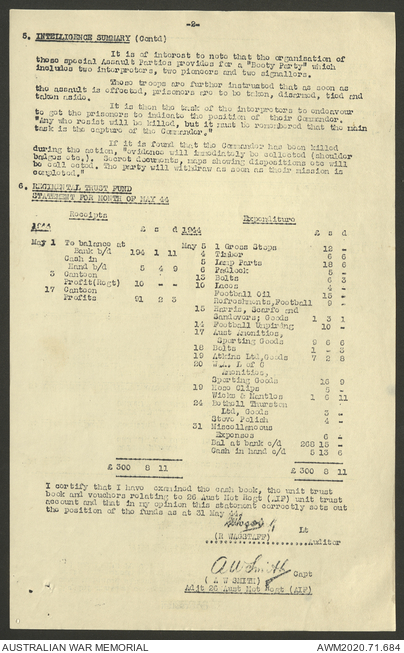 -2-
5. INTELLIGENCE SUMMARY (Contd)
It is of interest to note that the organisation of
these special Assault Parties provides for a "Booty Party" which
includes two interpreters, two pioneers and two signallers.
These troops are further instructed that as soon as
the assault is effected, prisoners are to be taken, disarmed, tied and
taken aside.
It is then the task of the interpreters to endeavour
to get the prisoners to indicate the position of their Commander.
"Any who resist will be killed, but it must be remembered that the main
task is the capture of the Commander."
If it is found that the Commander has been killed
during the action, "evidence will immediately be collected (shoulder
badges etc.). Secret documents, maps showing dispositions etc will
be collected. The party will withdraw as soon as their mission is
completed."
6. REGIMENTAL TRUST FUND
STATEMENT FOR MONTH OF MAY 44
Receipts Expenditure
£ s d £ s d
1944 1944
May 1 To balance at Bank b/d 194 1 11
Cash in Hand b/d 5 4 9
3 Canteen Profit(Mogt) 10 - -
17 Canteen Profits 91 2 3
May 3 1 Gross Stops 12 -
4 Timber 6 6
5 Lamp Parts 18 6
6 Padlock 5 -
13 Bolts 6 3
10 Laces 4 -
Football Oil 15 -
Refreshments,Football 9 -
13 Harris, Scarfe and
Sandovers; Goods 1 3 1
14 Football Umpiring 10 -
17 Aust Amenities,
Sporting Goods 9 6 6
18 Bolts 1 - 3
19 Atkins Ltd,Goods 7 2 8
20 Amenities,
Sporting Goods 16 9
19 Hose Clips 5 -
Wicks & Mantles 1 6 11
24 Ltd, Goods 3 -
Stove Polish 4 -
31 Miscellaneous
Expenses 6 -
Bal at bank c/d 268 15 -
Cash in hand c/d 5 13 6
£ 300 8 11 £ 300 8 11
I certify that I have examined the cash book, the unit trust
book and vouchers relating to 26 Aust Mot Regt (AIF) unit trust
account and that in my opinion this statement correctly sets out
the position of the funds as at 31 May 44.
Lt
(R WAGSTAFF) Auditor
A W Smith Capt
( A W SMITH)
Adjt 26 Aust Mot Regt (AIF)
AUSTRALIAN WAR MEMORIAL AWM2020.71.684